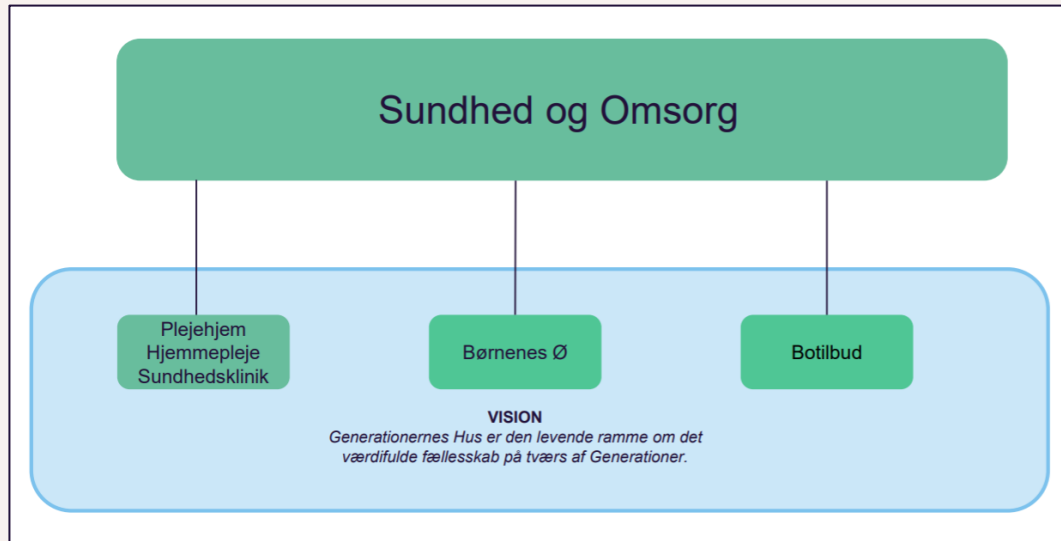 Sundhed og Omsorg
Plejehjem
Hjemmepleje
Sundhedsklinik
Børnenes Ø
Botilbud
VISION
Generationernes Hus er den levende ramme om det
værdifulde fællesskab på tværs af Generationer.